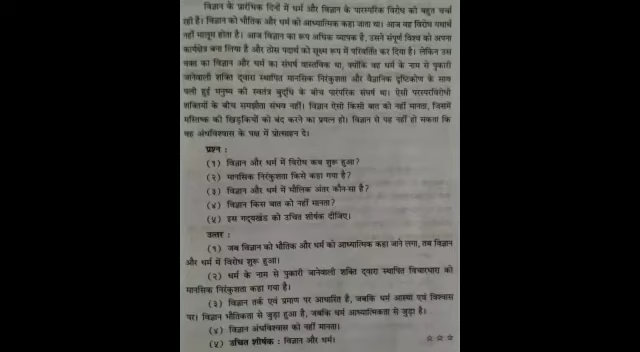 विज्ञान के प्रारंभिक दिनों में धर्म और विज्ञान के पारस्परिक विरोध को बहुत चर्चा
रही है। विज्ञान को भौतिक और धर्म को आध्यात्मिक कहा जाता था। आज वह विरोध यथार्थ
नहीं मालूम होता है। आज विज्ञान का रूप अधिक व्यापक है, उसने संपूर्ण विश्व को अपना
कार्यक्षेत्र बना लिया है और ठोस पदार्थ को सूक्ष्म रूप में परिवर्तित कर दिया है। लेकिन उस
वक्त का विज्ञान और धर्म का संघर्ष वास्तविक था, क्योंकि वह धर्म के नाम से पुकारी
जानेवाली शक्ति द्वारा स्थापित मानसिक निरंकुशता और वैज्ञानिक दृष्टिकोण के साथ
पली हुई मनुष्य की स्वतंत्र बुद्धि के बीच पारंपरिक संघर्ष था। ऐसी परस्परविरोधी
शक्तियों के बीच समझौता संभव नहीं। विज्ञान ऐसी किसी बात को नहीं मानता, जिसमें
मस्तिष्क की खिड़कियों को बंद करने का प्रयत्न हो। विज्ञान से यह नहीं हो सकता कि
वह अंधविश्वास के पक्ष में प्रोत्साहन दे।
प्रश्न :
(१) विज्ञान और धर्म में विरोध कब शुरू हुआ?
(२) मानसिक निरंकुशता किसे कहा गया है?
(३) विज्ञान और धर्म में मौलिक अंतर कौन-सा है?
(४) विज्ञान किस बात को नहीं मानता?
(५) इस गद्यखंड को उचित शीर्षक दीजिए।
उत्तर :
(१) जब विज्ञान को भौतिक और धर्म को आध्यात्मिक कहा जाने लगा, तब विज्ञान
और धर्म में विरोध शुरू हुआ।
(२) धर्म के नाम से पुकारी जानेवाली शक्ति द्वारा स्थापित विचारधारा को
मानसिक निरंकुशता कहा गया है।
(३) विज्ञान तर्क एवं प्रमाण पर आधारित है, जबकि धर्म आस्था एवं विश्वास
पर। विज्ञान भौतिकता से जुड़ा हुआ है, जबकि धर्म आध्यात्मिकता से जुड़ा है।
(४) विज्ञान अंधविश्वास को नहीं मानता।
(५) उचित शीर्षक : विज्ञान और धर्म। ☆☆☆